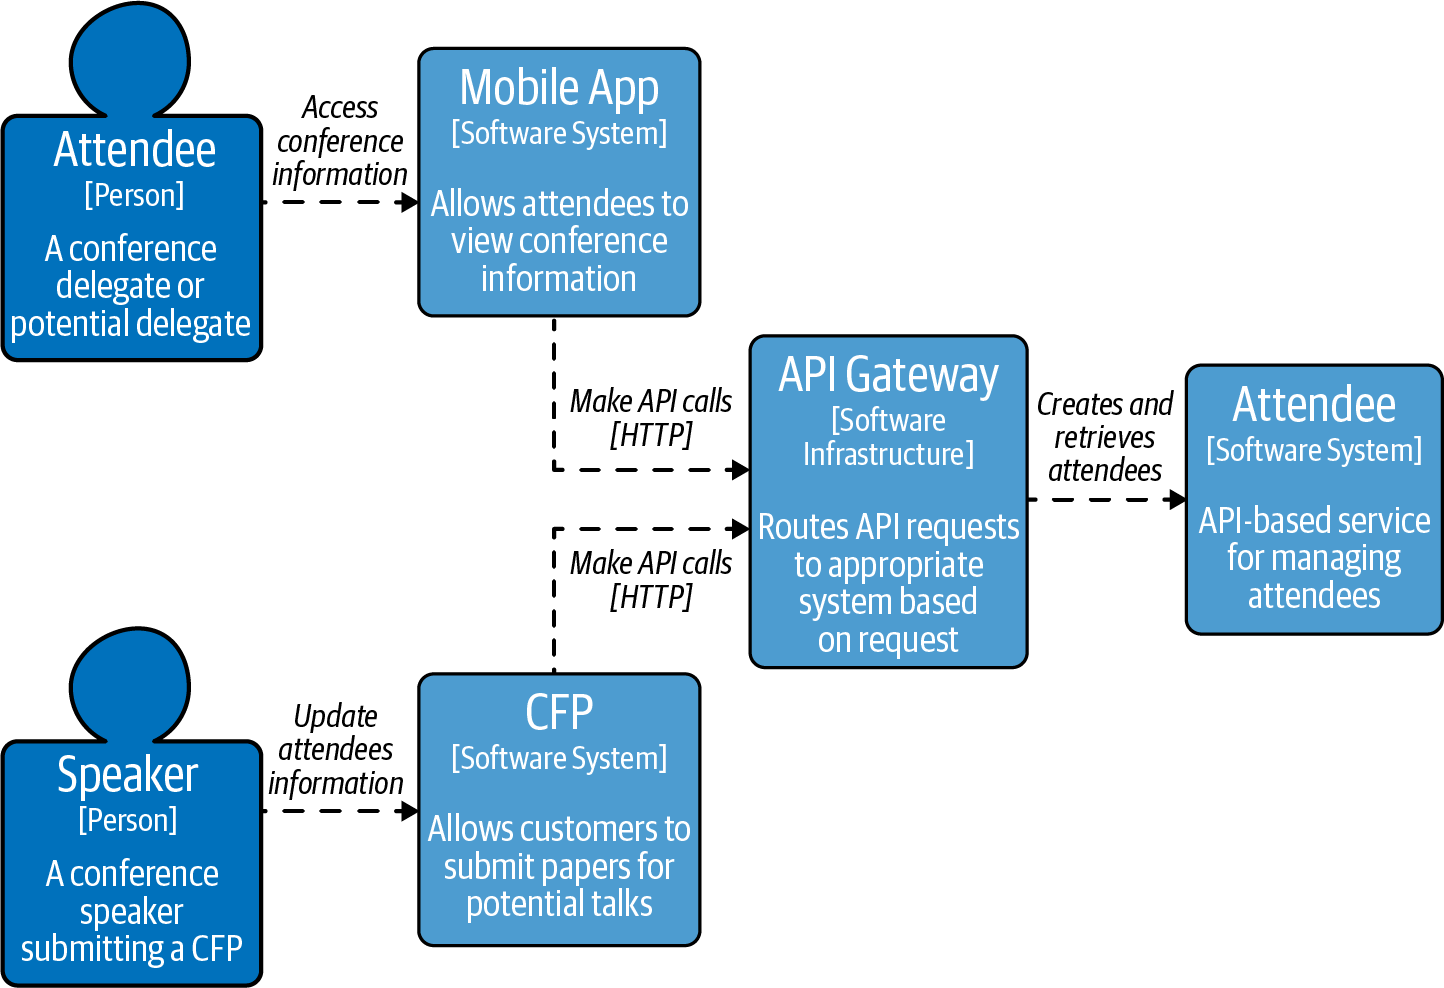 Attendee
[Person]
A conference
delegate or
potential delegate
Access
conference
information
Mobile App
[Software System]
Allows attendees to
view conference
information
Make API calls
[HTTP]
API Gateway
[Software
Infrastructure]
Routes API requests
to appropriate
system based
on request
Creates and
retrieves
attendees
Attendee
[Software System]
API-based service
for managing
attendees
Make API calls
[HTTP]
Speaker
[Person]
A conference
speaker
submitting a CFP
Update
attendees
information
CFP
[Software System]
Allows customers to
submit papers for
potential talks